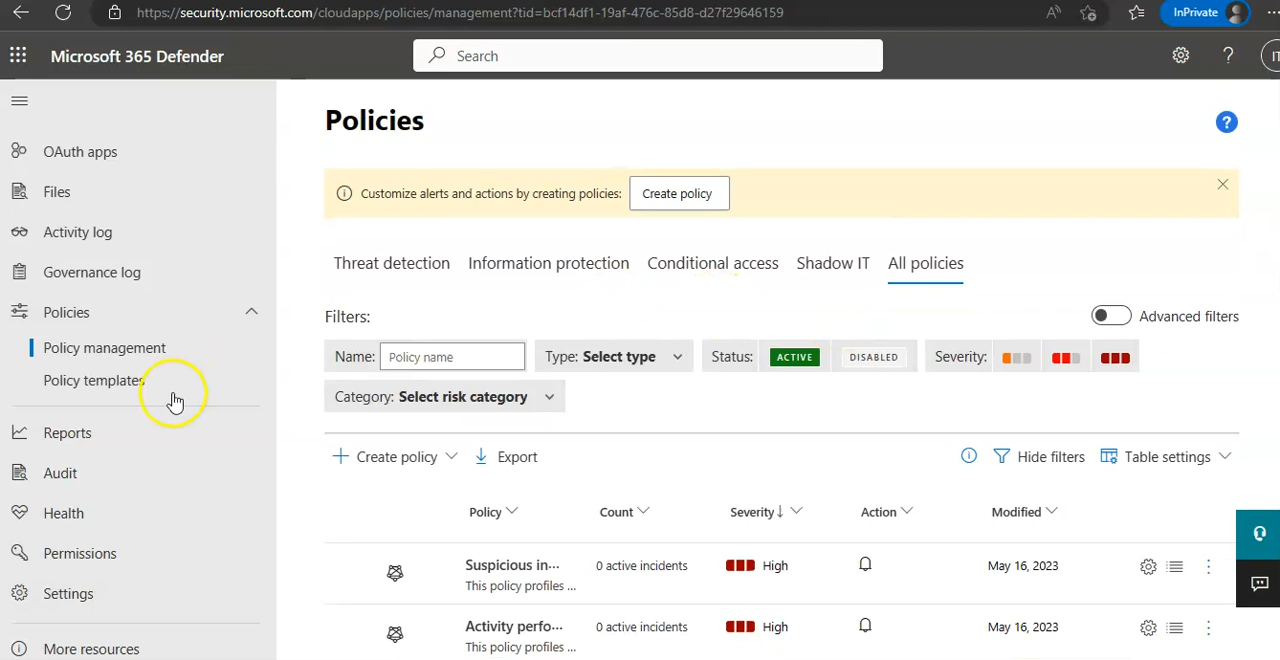 https://security.microsoft.com/cloudapps/policies/management?tid=bcf14df1-19af-476c-85d8-d27f29646159
InPrivate
Microsoft 365 Defender
Search
?
OAuth apps
Files
Activity log
Governance log
Policies
Policy management
Policy templates
Reports
Audit
Health
Permissions
Settings
More resources
Policies
?
Customize alerts and actions by creating policies: Create policy
Threat detection Information protection Conditional access Shadow IT All policies
Filters: Advanced filters
Name: Policy name Type: Select type Status: ACTIVE DISABLED Severity:
Category: Select risk category
Create policy Export Hide filters Table settings
Policy Count Severity Action Modified
Suspicious in... 0 active incidents High May 16, 2023
This policy profiles ...
Activity perfo... 0 active incidents High May 16, 2023
This policy profiles ...